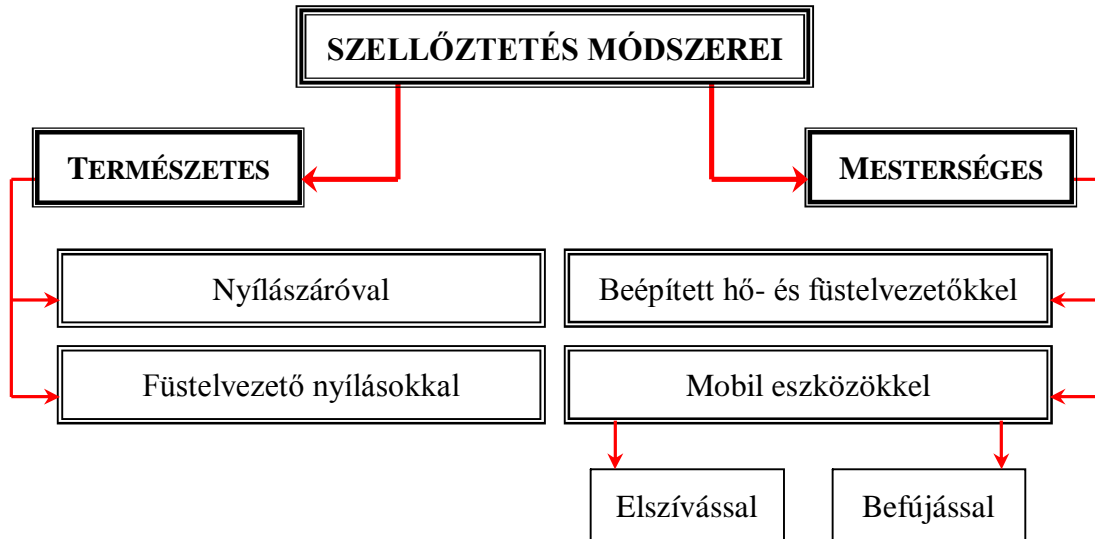 SZELLŐZTETÉS MÓDSZEREI
TERMÉSZETES
MESTERSÉGES
Nyílászáróval
Beépített hő- és füstelvezetőkkel
Füstelvezető nyílásokkal
Mobil eszközökkel
Elszívással
Befújással